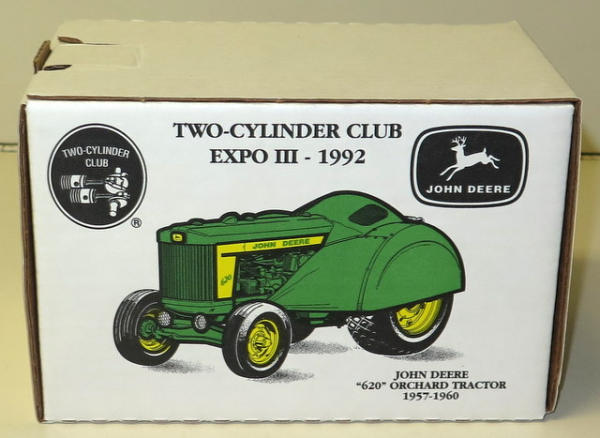 TWO-CYLINDER CLUB
EXPO III - 1992
TWO-CYLINDER
CLUB
®
JOHN DEERE
JOHN DEERE
620
JOHN DEERE
"620" ORCHARD TRACTOR
1957-1960